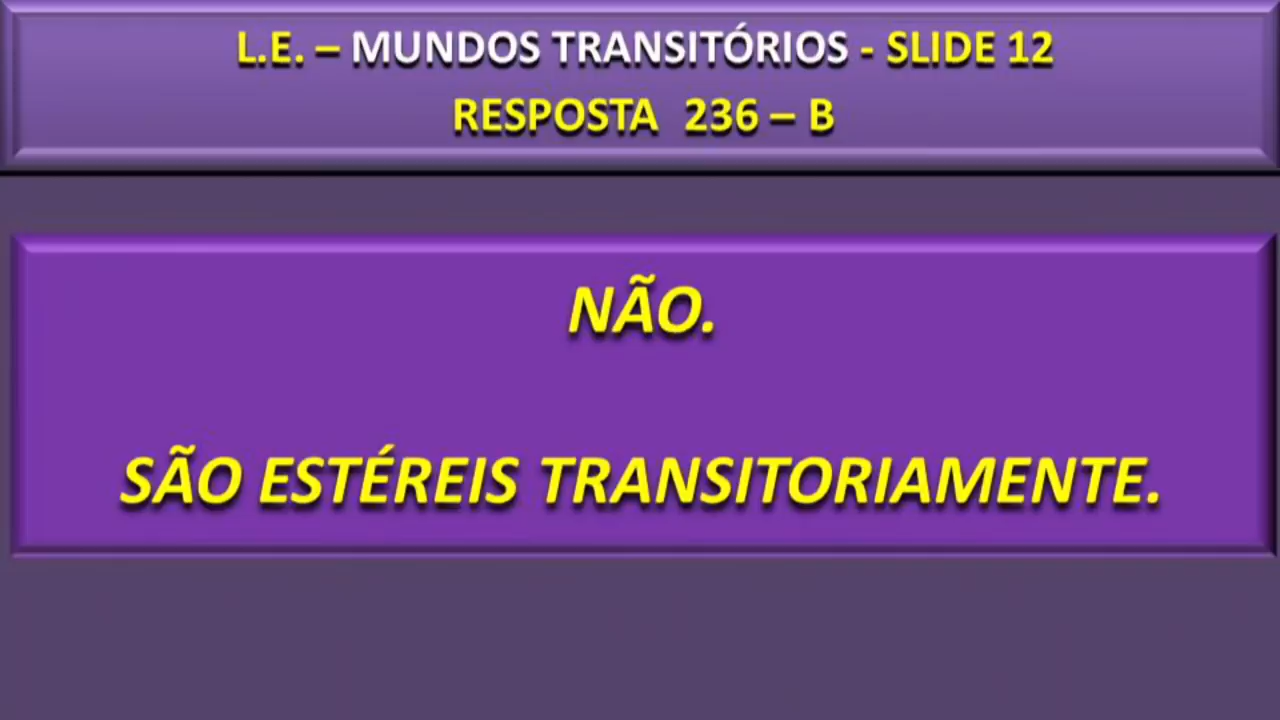 L.E. – MUNDOS TRANSITÓRIOS - SLIDE 12
RESPOSTA 236 – B
NÃO.
SÃO ESTÉREIS TRANSITORIAMENTE.